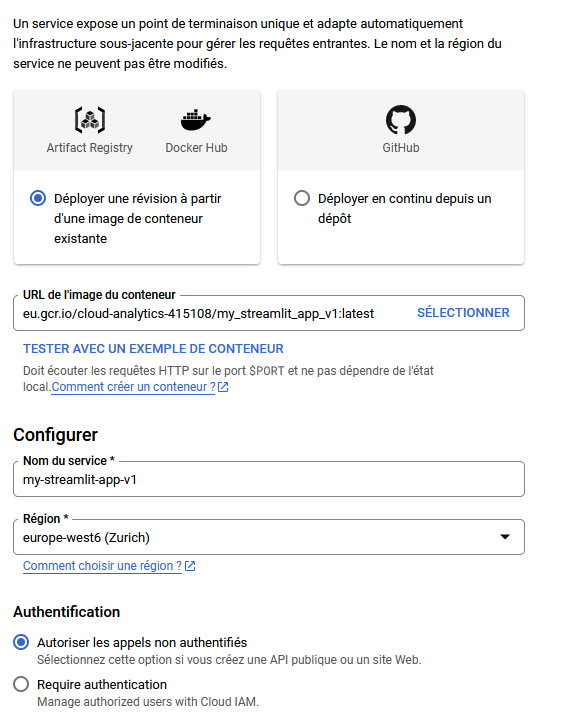 Un service expose un point de terminaison unique et adapte automatiquement
l'infrastructure sous-jacente pour gérer les requêtes entrantes. Le nom et la région du
service ne peuvent pas être modifiés.
Artifact Registry
Docker Hub
Déployer une révision à partir
d'une image de conteneur
existante
GitHub
Déployer en continu depuis un
dépôt
URL de l'image du conteneur
eu.gcr.io/cloud-analytics-415108/my_streamlit_app_v1:latest
SÉLECTIONNER
TESTER AVEC UN EXEMPLE DE CONTENEUR
Doit écouter les requêtes HTTP sur le port $PORT et ne pas dépendre de l'état
local.Comment créer un conteneur ?
Configurer
Nom du service *
my-streamlit-app-v1
Région *
europe-west6 (Zurich)
Comment choisir une région ?
Authentification
Autoriser les appels non authentifiés
Sélectionnez cette option si vous créez une API publique ou un site Web.
Require authentication
Manage authorized users with Cloud IAM.